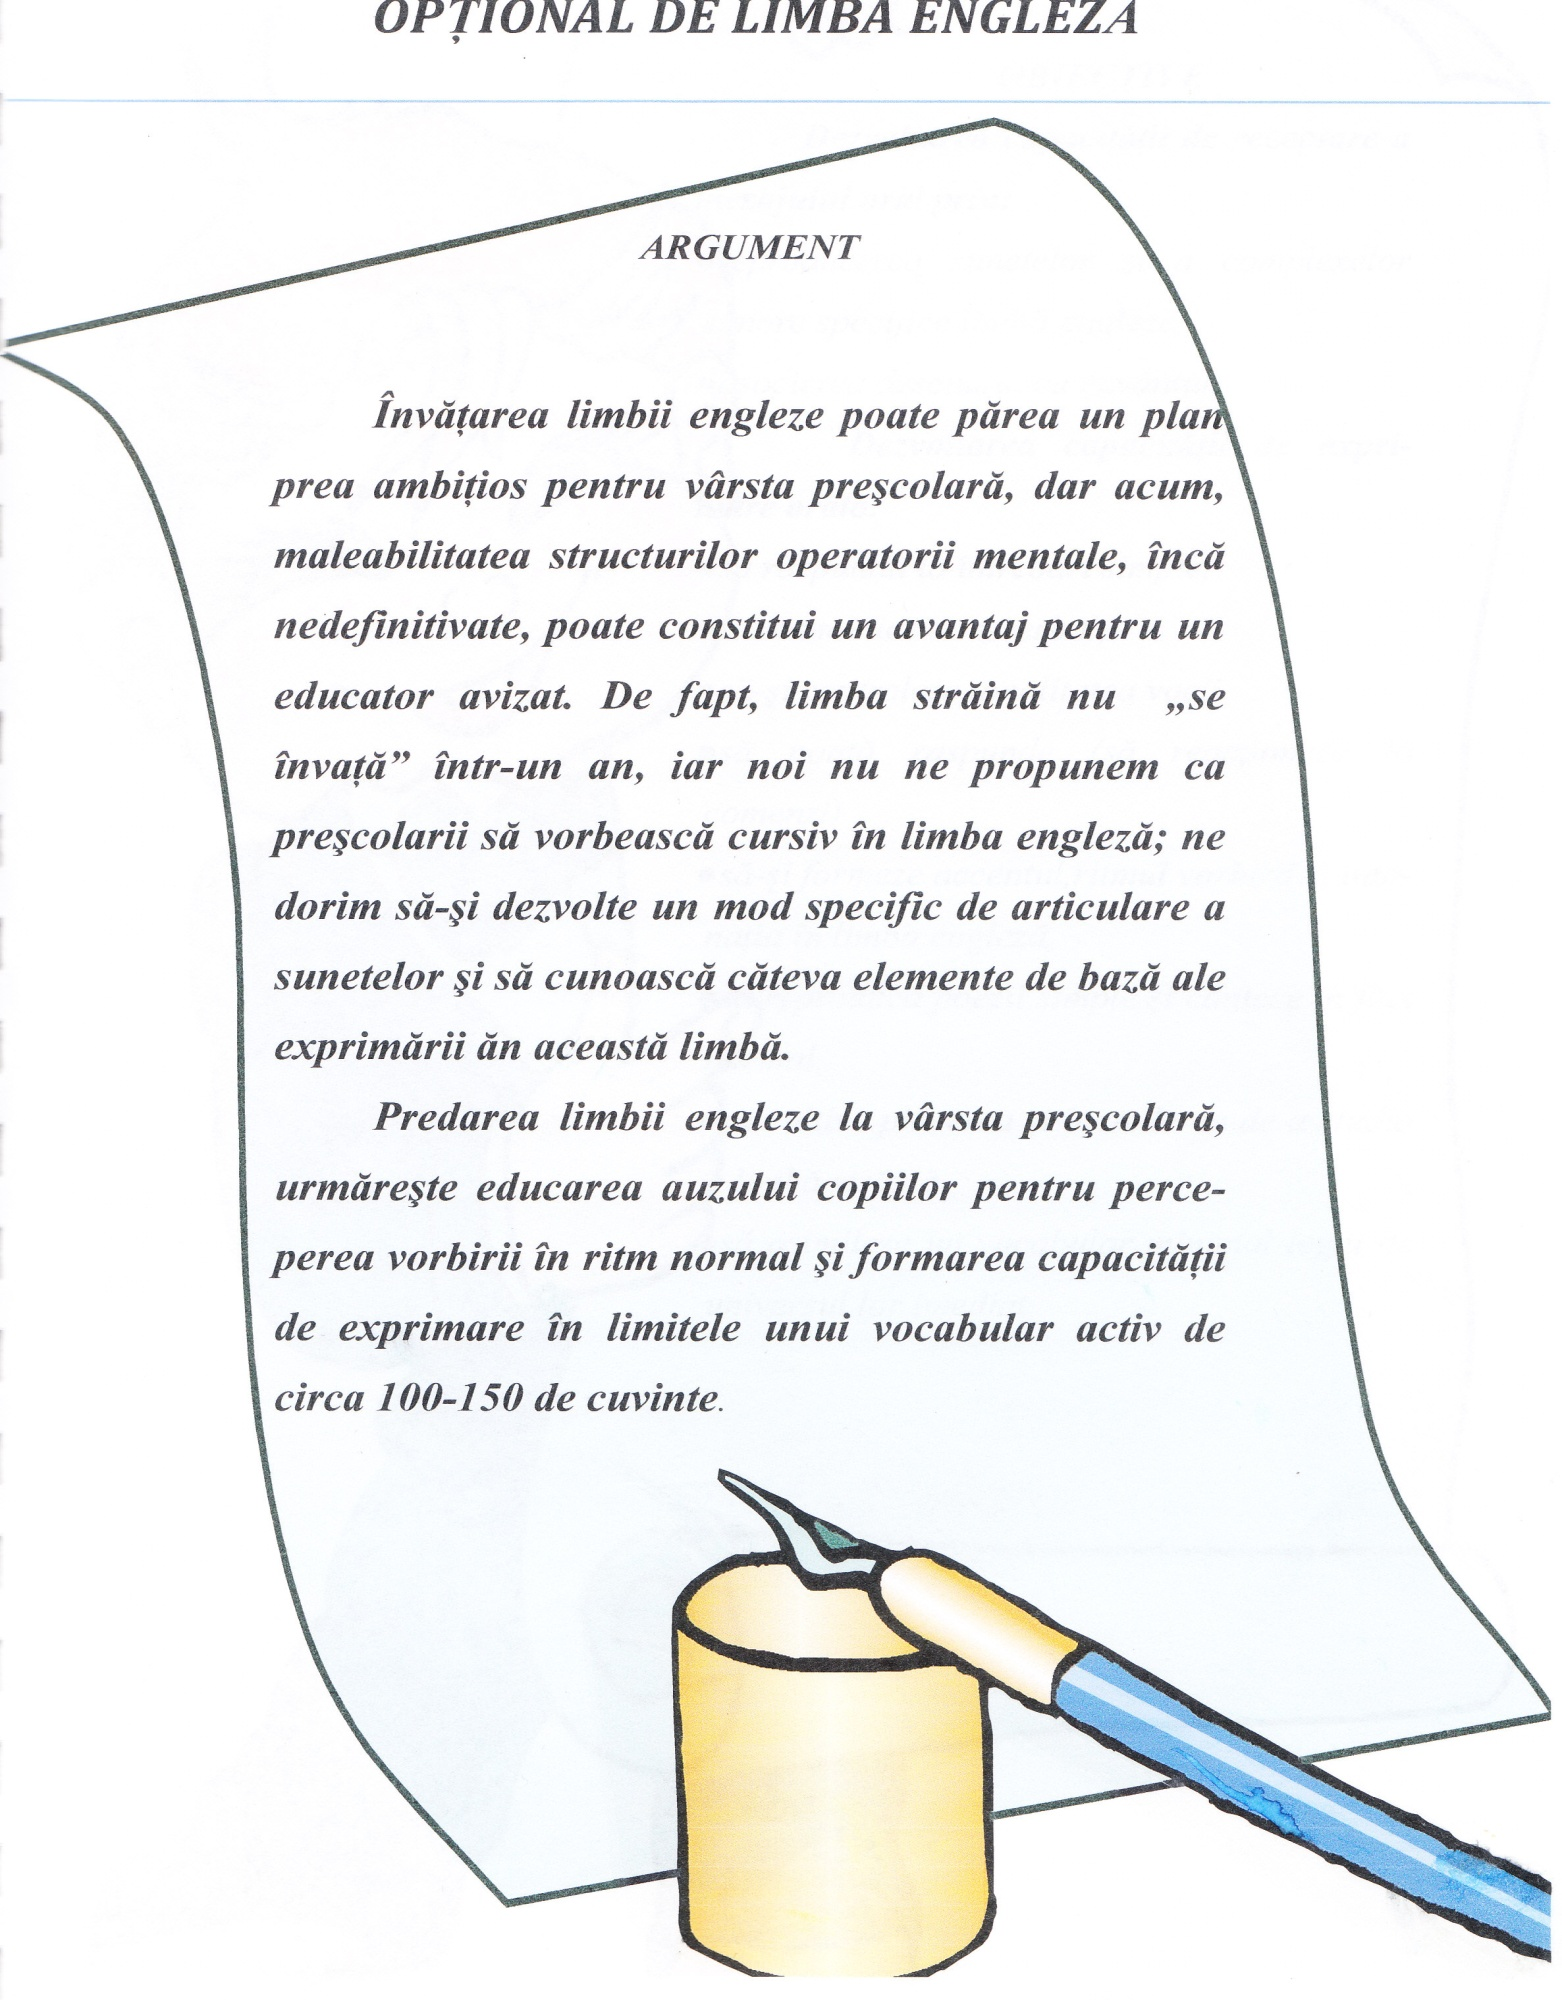 OPȚIONAL DE LIMBA ENGLEZĂ
ARGUMENT
Învăţarea limbii engleze poate părea un plan
prea ambiţios pentru vârsta preşcolară, dar acum,
maleabilitatea structurilor operatorii mentale, încă
nedefinitivate, poate constitui un avantaj pentru un
educator avizat. De fapt, limba străină nu „se
învaţă” într-un an, iar noi nu ne propunem ca
preşcolarii să vorbească cursiv în limba engleză; ne
dorim să-şi dezvolte un mod specific de articulare a
sunetelor şi să cunoască căteva elemente de bază ale
exprimării ăn această limbă.
Predarea limbii engleze la vârsta preşcolară,
urmăreşte educarea auzului copiilor pentru perce-
perea vorbirii în ritm normal şi formarea capacităţii
de exprimare în limitele unui vocabular activ de
circa 100-150 de cuvinte.